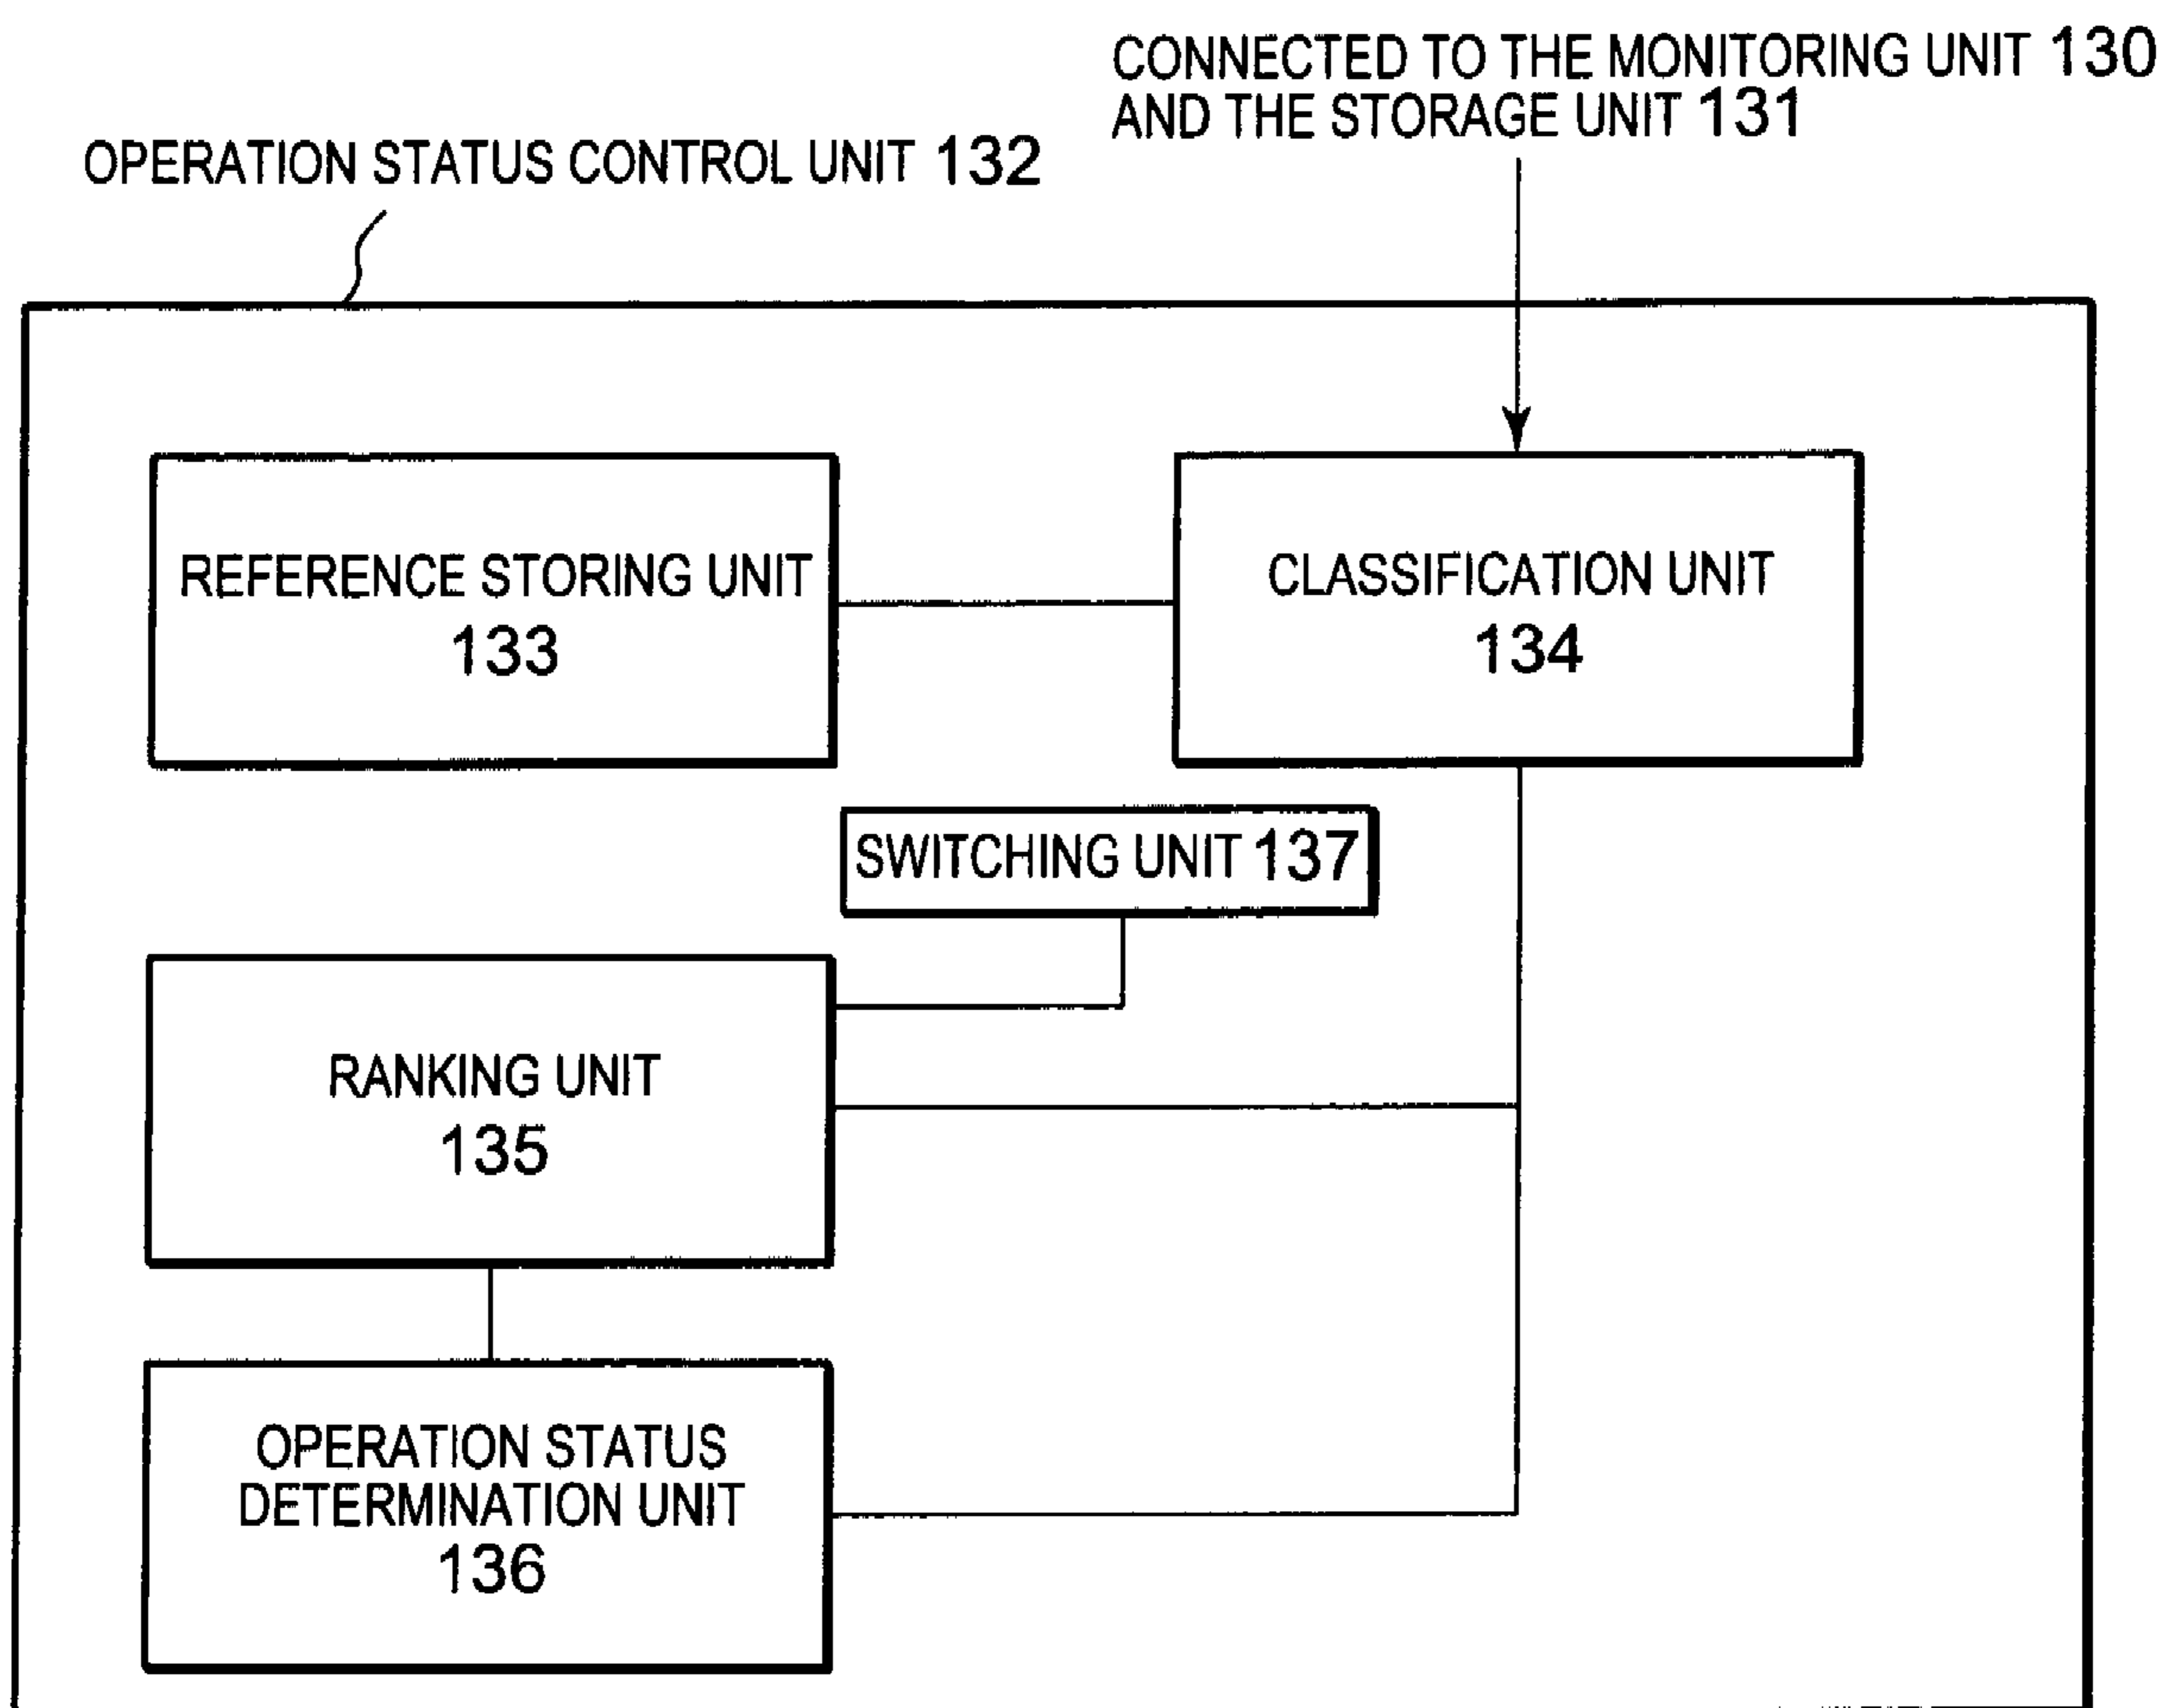 CONNECTED TO THE MONITORING UNIT 130
AND THE STORAGE UNIT 131
OPERATION STATUS CONTROL UNIT 132
REFERENCE STORING UNIT
133
CLASSIFICATION UNIT
134
SWITCHING UNIT 137
RANKING UNIT
135
OPERATION STATUS
DETERMINATION UNIT
136